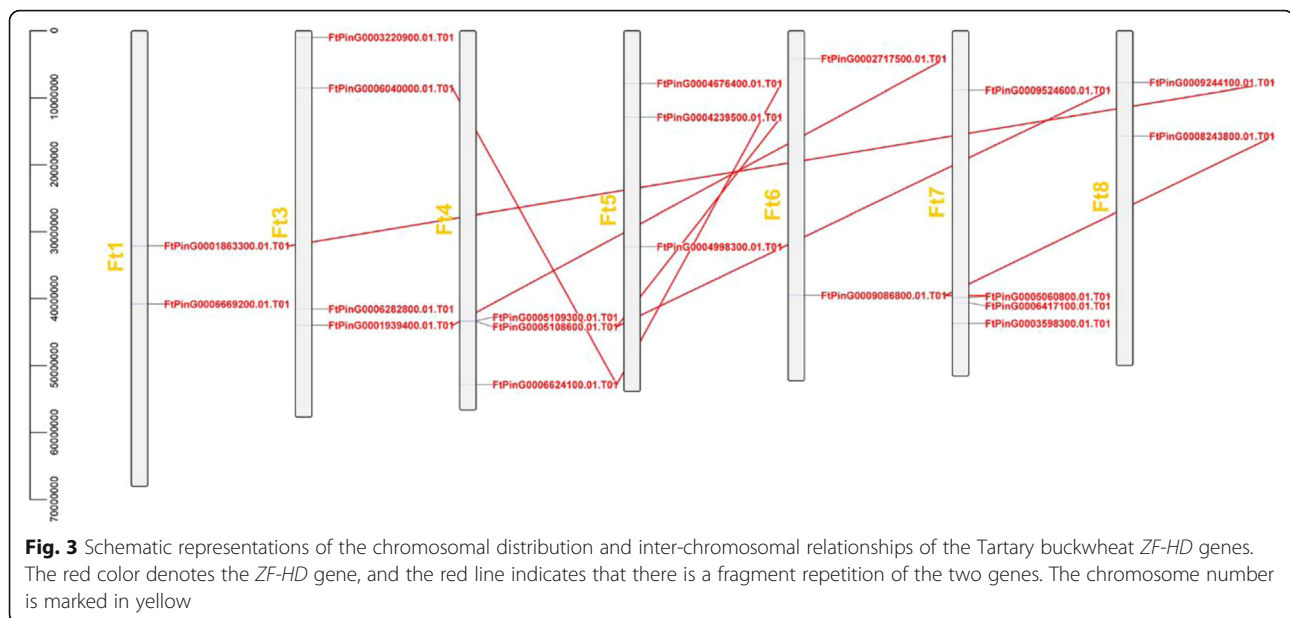 0
10000000
20000000
30000000
40000000
50000000
60000000
70000000
Ft1
FtPinG0001863300.01.T01
FtPinG0006669200.01.T01
Ft3
FtPinG0003220900.01.T01
FtPinG0006040000.01.T01
FtPinG0006282800.01.T01
FtPinG0001939400.01.T01
Ft4
FtPinG0005109300.01.T01
FtPinG0005108600.01.T01
FtPinG0006624100.01.T01
Ft5
FtPinG0004676400.01.T01
FtPinG0004239500.01.T01
FtPinG0004998300.01.T01
Ft6
FtPinG0002717500.01.T01
FtPinG0009086800.01.T01
Ft7
FtPinG0009524600.01.T01
FtPinG0005060800.01.T01
FtPinG0006417100.01.T01
FtPinG0003598300.01.T01
Ft8
FtPinG0009244100.01.T01
FtPinG0008243800.01.T01
Fig. 3 Schematic representations of the chromosomal distribution and inter-chromosomal relationships of the Tartary buckwheat ZF-HD genes.
The red color denotes the ZF-HD gene, and the red line indicates that there is a fragment repetition of the two genes. The chromosome number
is marked in yellow